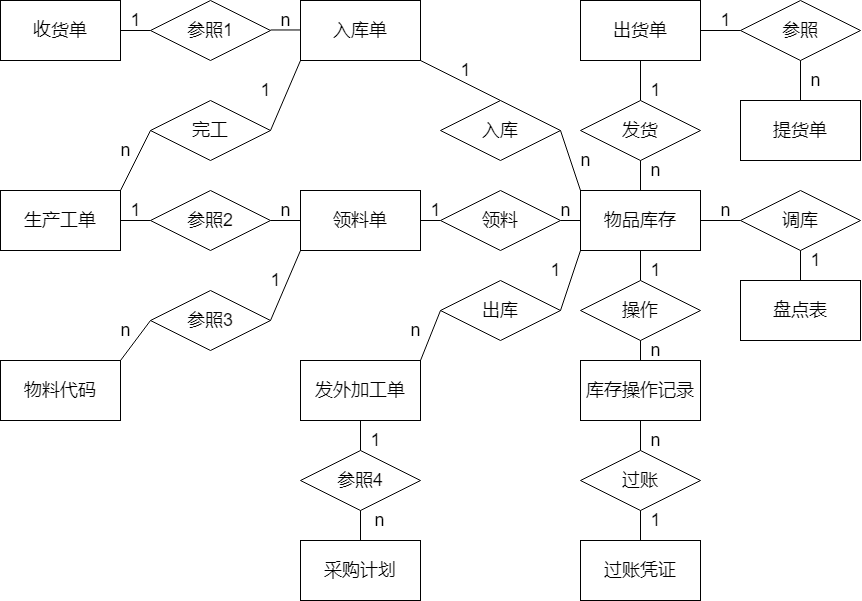 收货单
1
参照1
n
入库单
出货单
1
参照
n
提货单
1
完工
n
1
入库
n
1
发货
n
生产工单
1
参照2
n
领料单
1
领料
n
物品库存
n
调库
1
盘点表
1
参照3
n
物料代码
1
出库
n
发外加工单
1
操作
n
库存操作记录
1
参照4
n
采购计划
n
过账
1
过账凭证